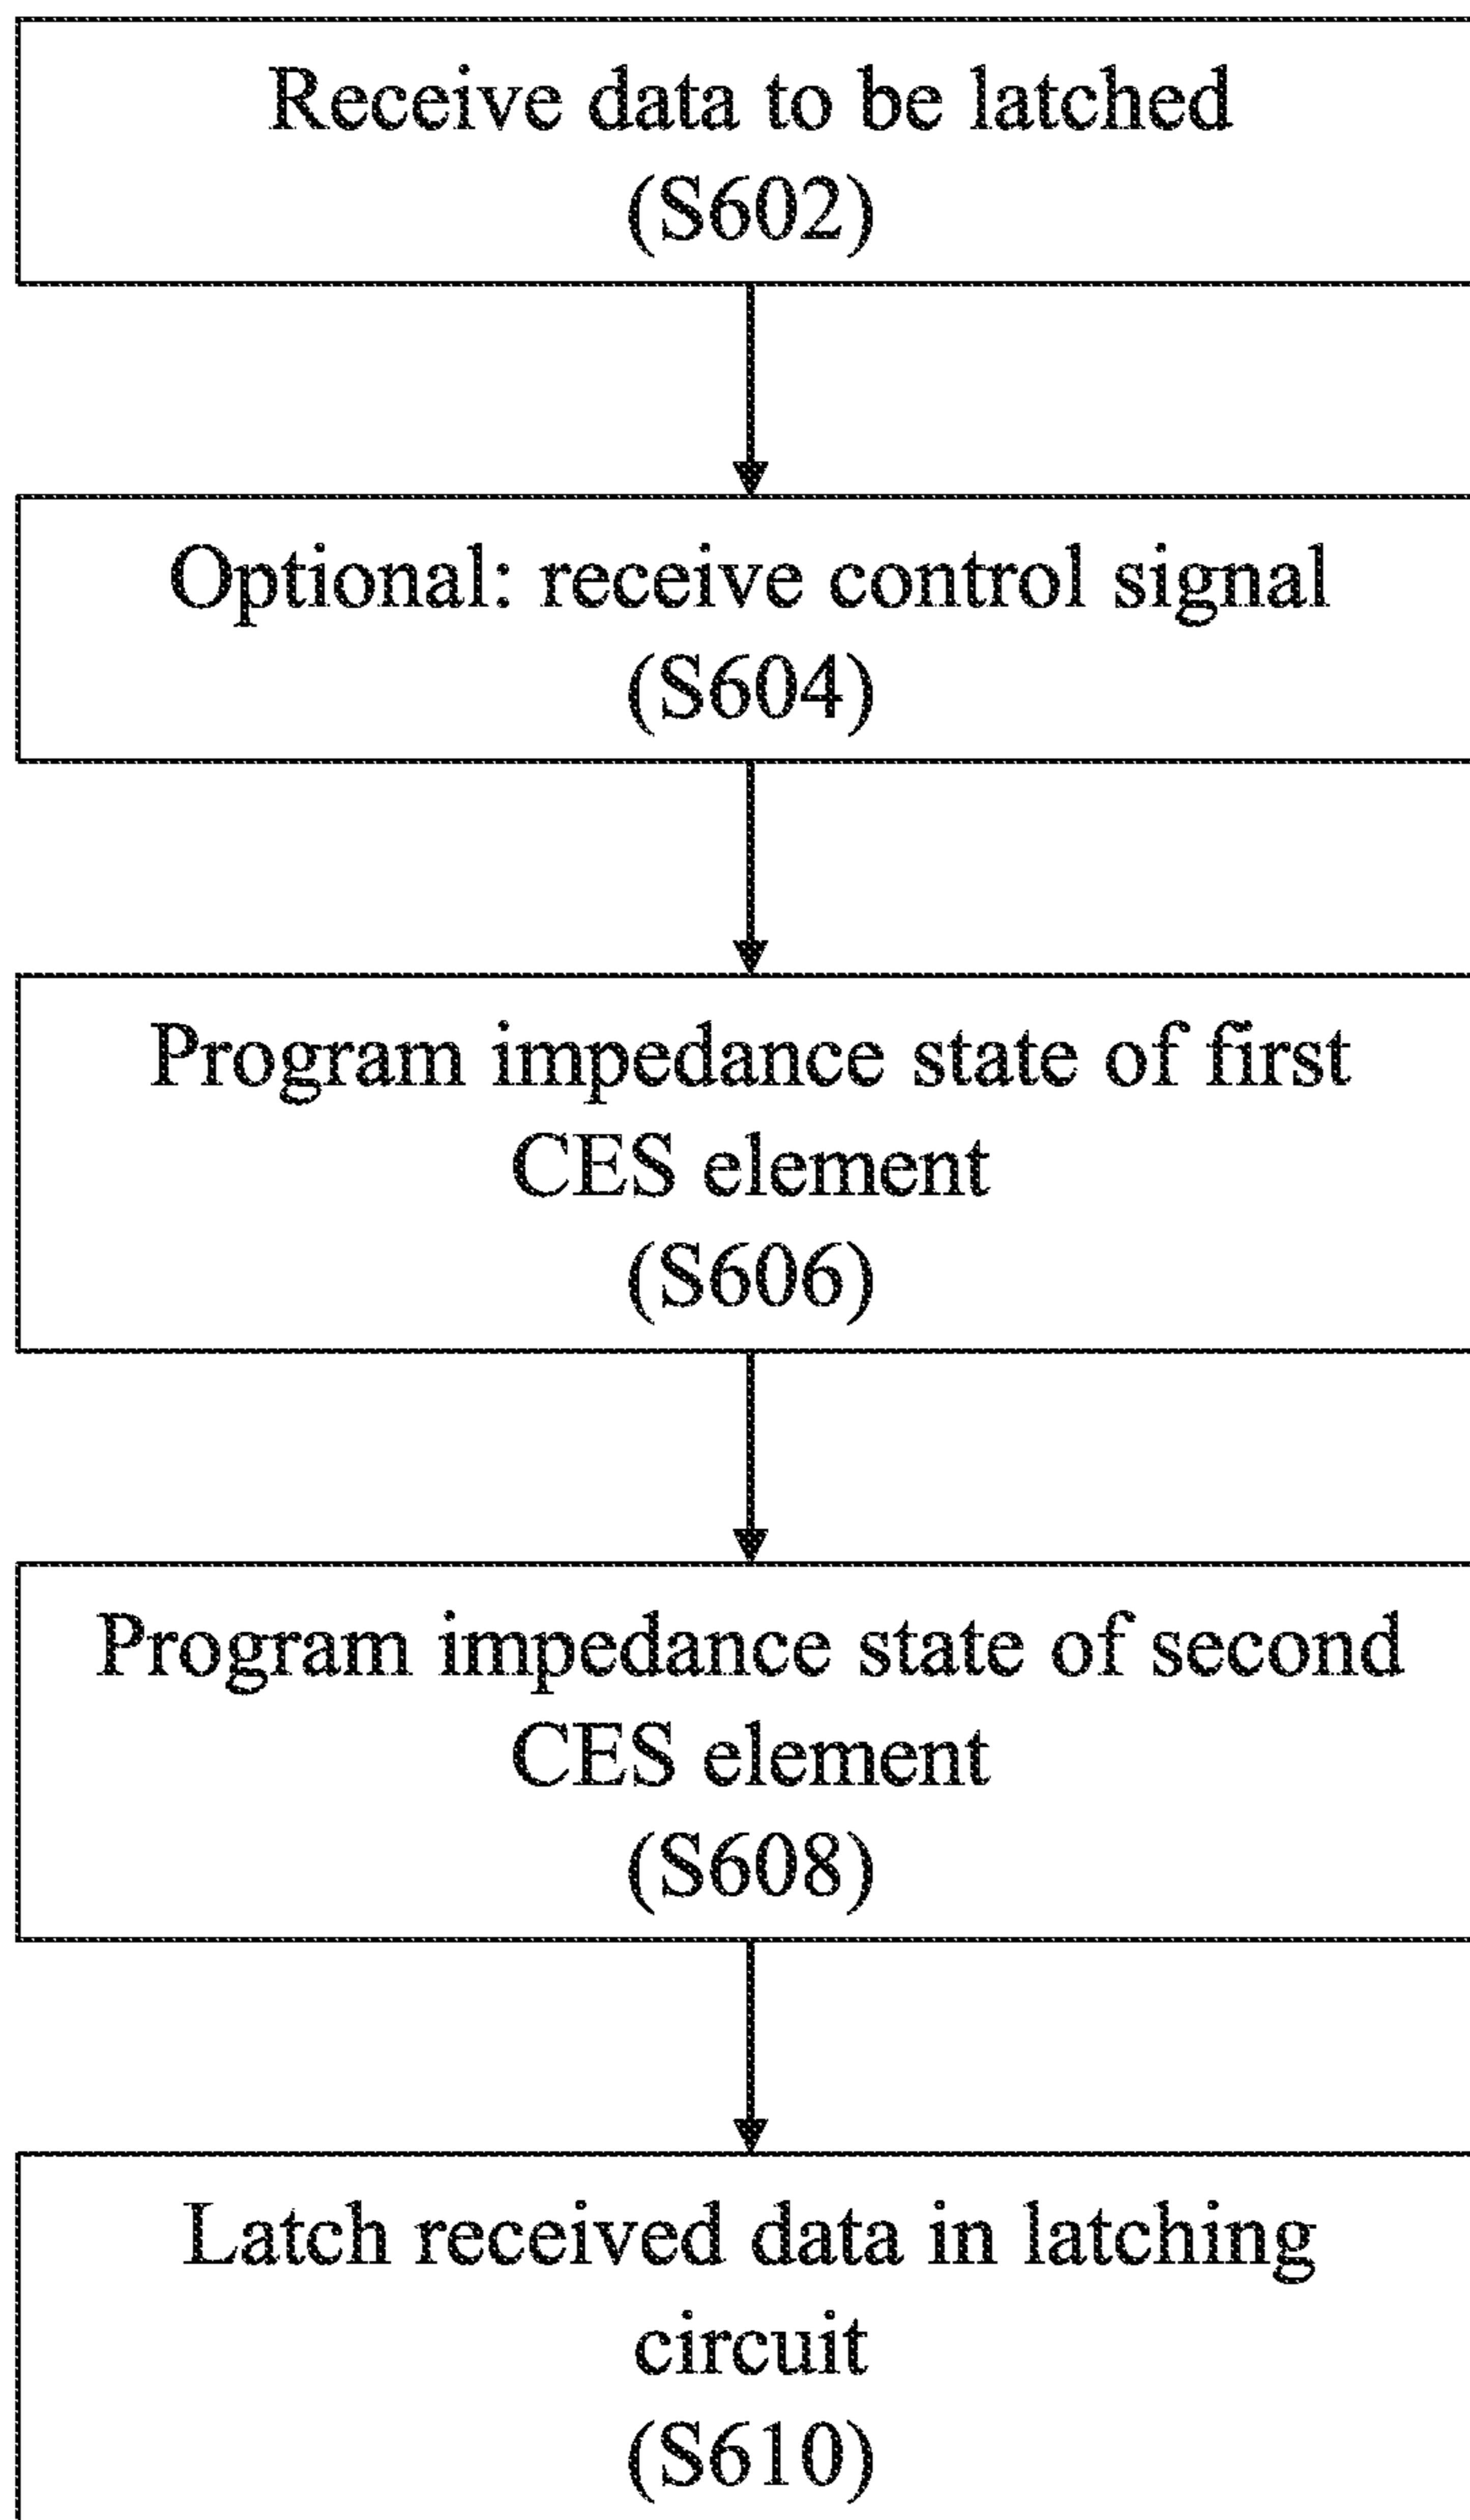 Receive data to be latched
(S602)
Optional: receive control signal
(S604)
Program impedance state of first
CES element
(S606)
Program impedance state of second
CES element
(S608)
Latch received data in latching
circuit
(S610)